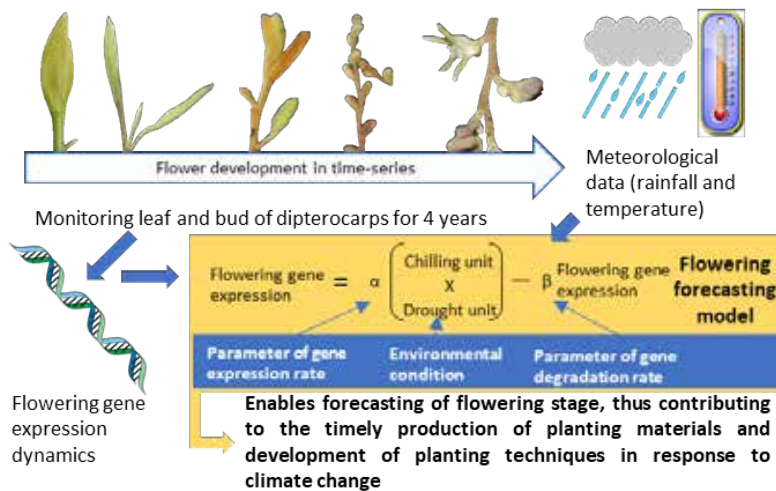 Flower development in time-series
Meteorological
data (rainfall and
temperature)
Monitoring leaf and bud of dipterocarps for 4 years
Flowering gene
expression
=
α
Chilling unit
X
Drought unit
—
β
Flowering gene
expression
Flowering
forecasting
model
Parameter of gene
expression rate
Environmental
condition
Parameter of gene
degradation rate
Flowering gene
expression
dynamics
Enables forecasting of flowering stage, thus contributing
to the timely production of planting materials and
development of planting techniques in response to
climate change